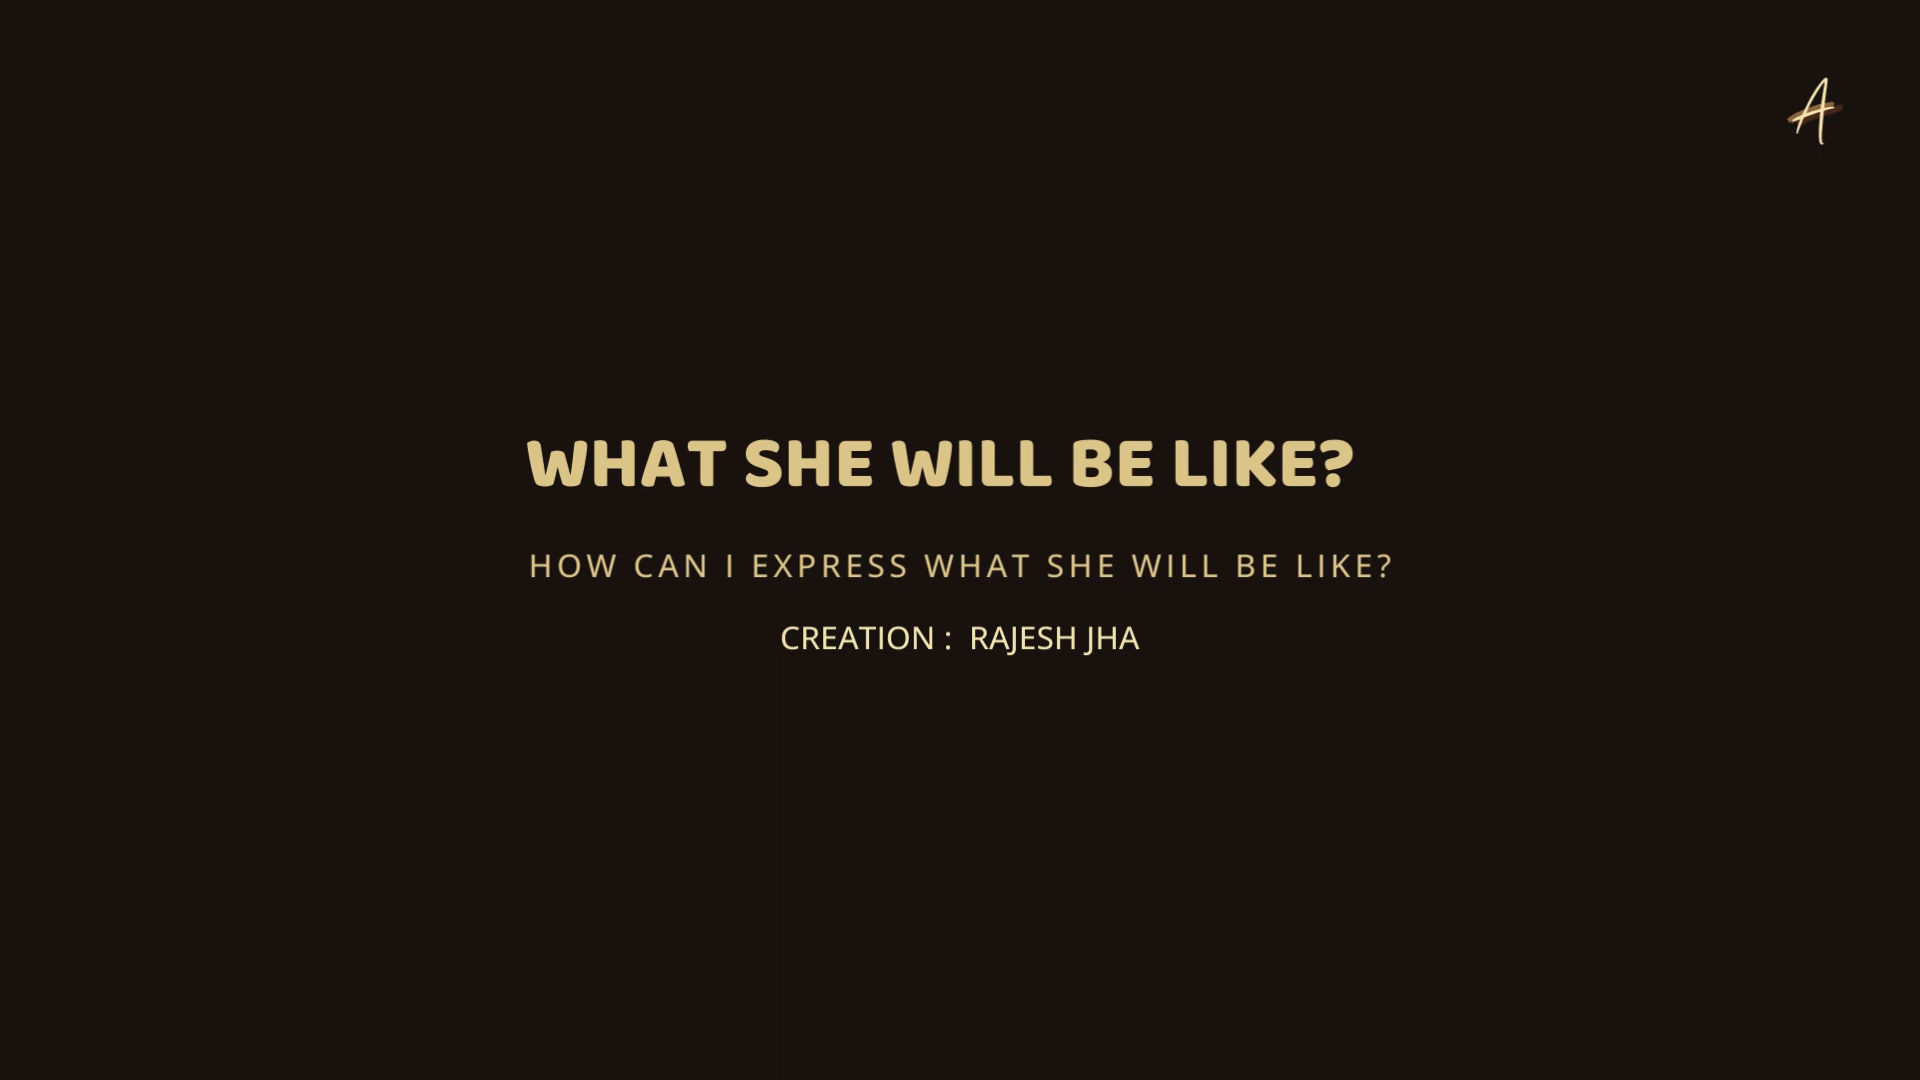 A
WHAT SHE WILL BE LIKE?
HOW CAN I EXPRESS WHAT SHE WILL BE LIKE?
CREATION :  RAJESH JHA